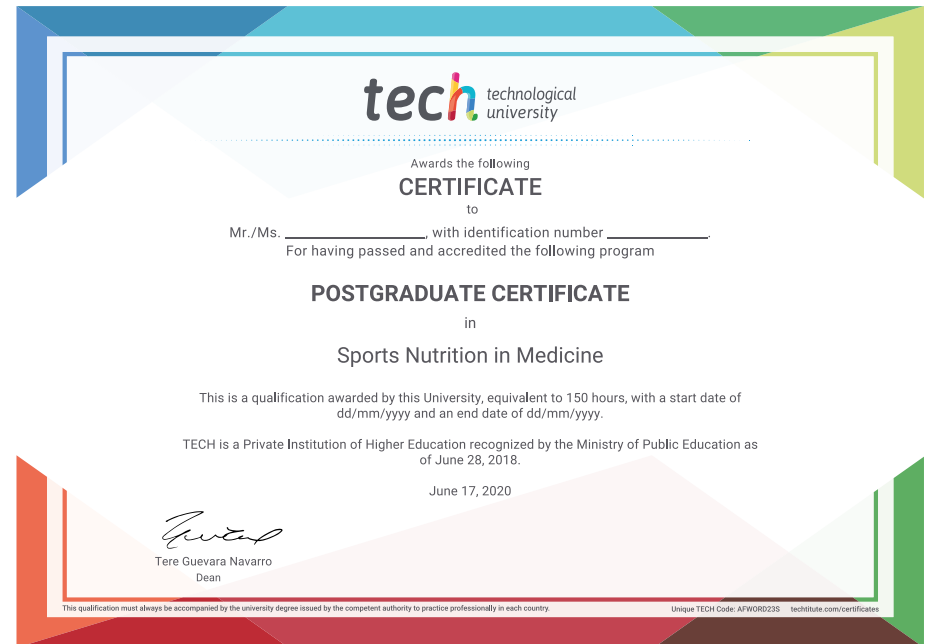 tech technological
university
Awards the following
CERTIFICATE
to
Mr./Ms. ____________________, with identification number ______________.
For having passed and accredited the following program
POSTGRADUATE CERTIFICATE
in
Sports Nutrition in Medicine
This is a qualification awarded by this University, equivalent to 150 hours, with a start date of
dd/mm/yyyy and an end date of dd/mm/yyyy.
TECH is a Private Institution of Higher Education recognized by the Ministry of Public Education as
of June 28, 2018.
June 17, 2020
Tere Guevara Navarro
Dean
This qualification must always be accompanied by the university degree issued by the competent authority to practice professionally in each country. Unique TECH Code: AFWORD23S techtitute.com/certificates